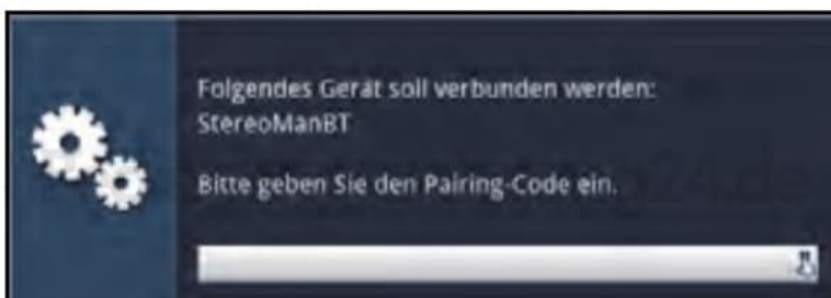 Folgendes Gerät soll verbunden werden:
StereoManBT
Bitte geben Sie den Pairing-Code ein.